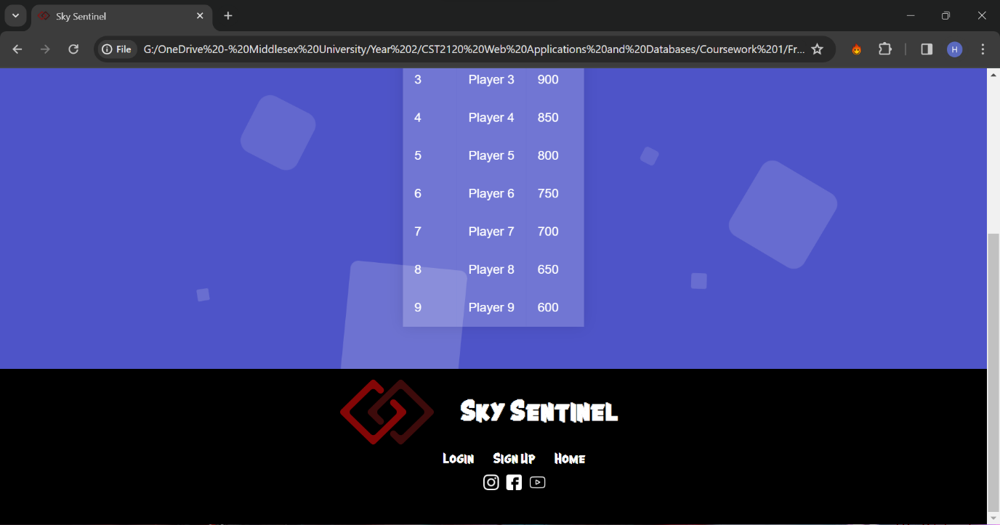 Sky Sentinel
File G:/OneDrive%20-%20Middlesex%20University/Year%202/CST2120%20Web%20Applications%20and%20Databases/Coursework%201/Fr...
H
3 Player 3 900
4 Player 4 850
5 Player 5 800
6 Player 6 750
7 Player 7 700
8 Player 8 650
9 Player 9 600
Sky Sentinel
Login Sign Up Home